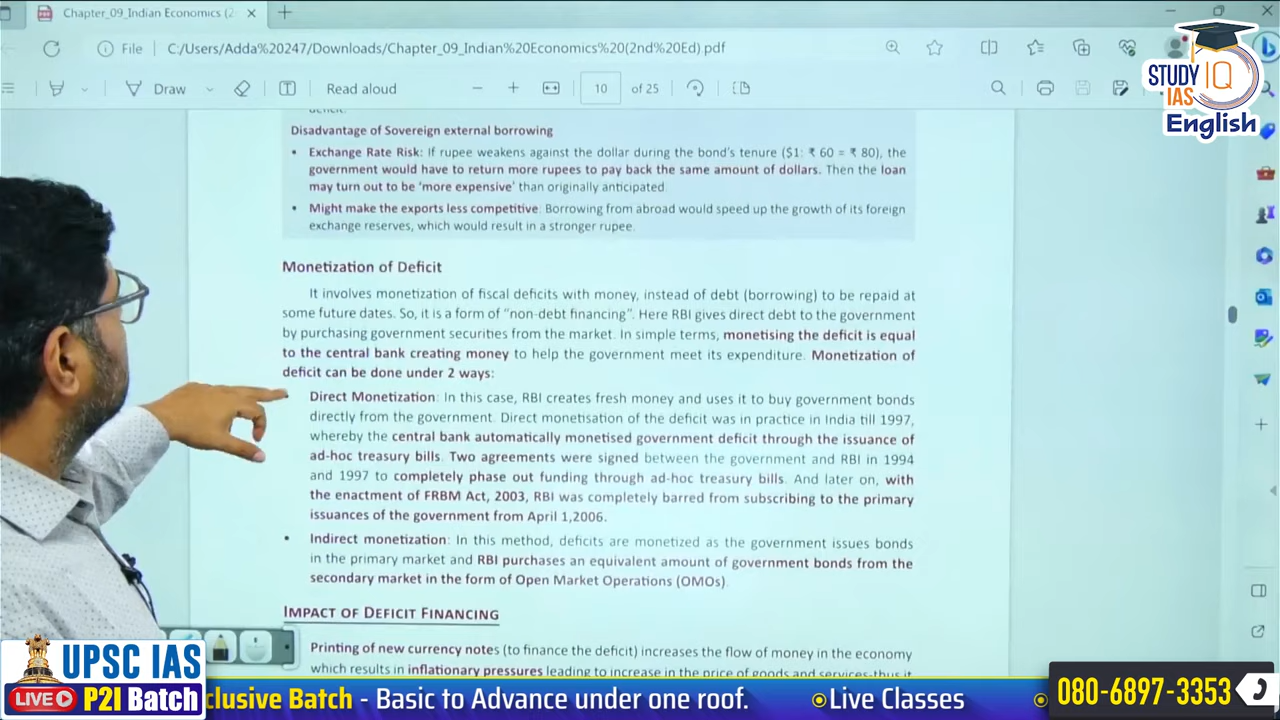 Chapter_09_Indian Economics (2
File
C:/Users/Adda%20247/Downloads/Chapter_09_Indian%20Economics%20(2nd%20Ed).pdf
Draw
Read aloud
10
of 25
STUDY IQ
IAS
English
Disadvantage of Sovereign external borrowing
• Exchange Rate Risk: If rupee weakens against the dollar during the bond's tenure ($1: ₹ 60 = ₹ 80), the
government would have to return more rupees to pay back the same amount of dollars. Then the loan
may turn out to be 'more expensive' than originally anticipated.
• Might make the exports less competitive: Borrowing from abroad would speed up the growth of its foreign
exchange reserves, which would result in a stronger rupee.
Monetization of Deficit
It involves monetization of fiscal deficits with money, instead of debt (borrowing) to be repaid at
some future dates. So, it is a form of "non-debt financing". Here RBI gives direct debt to the government
by purchasing government securities from the market. In simple terms, monetising the deficit is equal
to the central bank creating money to help the government meet its expenditure. Monetization of
deficit can be done under 2 ways:
Direct Monetization: In this case, RBI creates fresh money and uses it to buy government bonds
directly from the government. Direct monetisation of the deficit was in practice in India till 1997,
whereby the central bank automatically monetised government deficit through the issuance of
ad-hoc treasury bills. Two agreements were signed between the government and RBI in 1994
and 1997 to completely phase out funding through ad-hoc treasury bills. And later on, with
the enactment of FRBM Act, 2003, RBI was completely barred from subscribing to the primary
issuances of the government from April 1,2006.
• Indirect monetization: In this method, deficits are monetized as the government issues bonds
in the primary market and RBI purchases an equivalent amount of government bonds from the
secondary market in the form of Open Market Operations (OMOs)
IMPACT OF DEFICIT FINANCING
Printing of new currency notes (to finance the deficit) increases the flow of money in the economy
which results in inflationary pressures leading to increase in the price of goods and services-thus it
UPSC IAS
LIVE P2I Batch
clusive Batch - Basic to Advance under one roof.
Live Classes
080-6897-3353